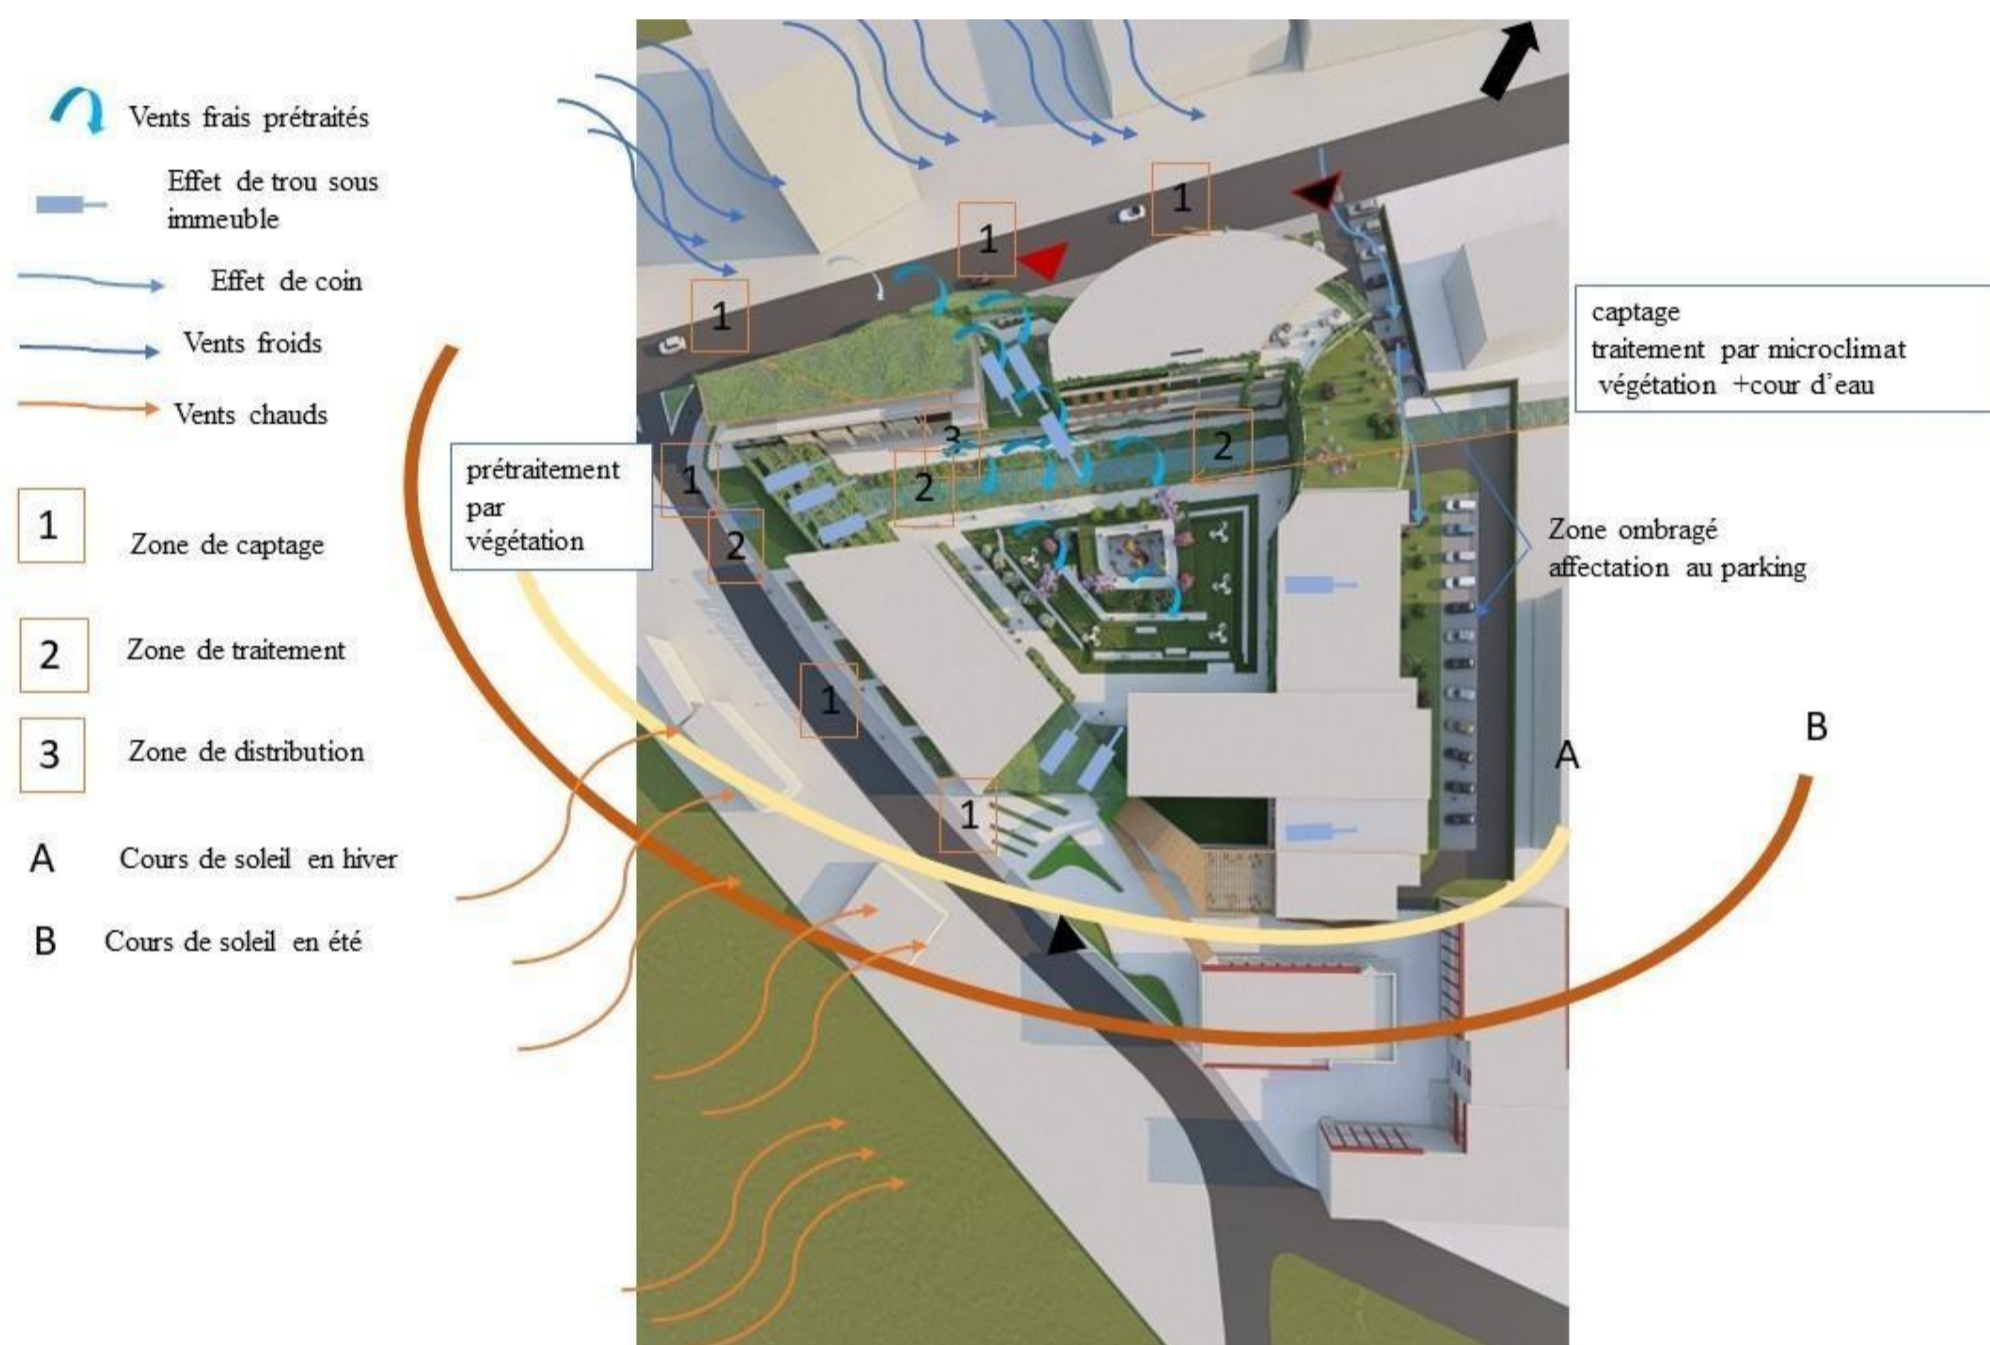 Vents frais prétraités
Effet de trou sous
immeuble
Effet de coin
Vents froids
Vents chauds
1
Zone de captage
2
Zone de traitement
3
Zone de distribution
A
Cours de soleil en hiver
B
Cours de soleil en été
prétraitement
par
végétation
1
1
1
1
2
3
2
2
1
1
captage
traitement par microclimat
végétation +cour d'eau
Zone ombragé
affectation au parking
A
B